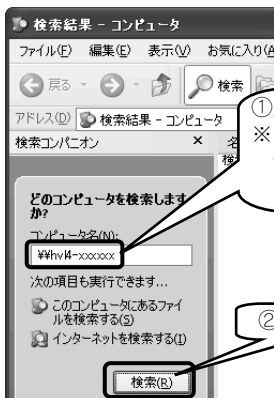 検索結果 - コンピュータ
ファイル(F) 編集(E) 表示(V) お気に入り(A
戻る 検索
アドレス(D) 検索結果 - コンピュータ
検索コンパニオン × 名
①
※
どのコンピュータを検索します
か?
コンピュータ名(N):
¥¥hvl4-xxxxxx
次の項目も実行できます...
このコンピュータにあるファイ
ルを検索する(S)
インターネットを検索する(I)
②
検索(R)